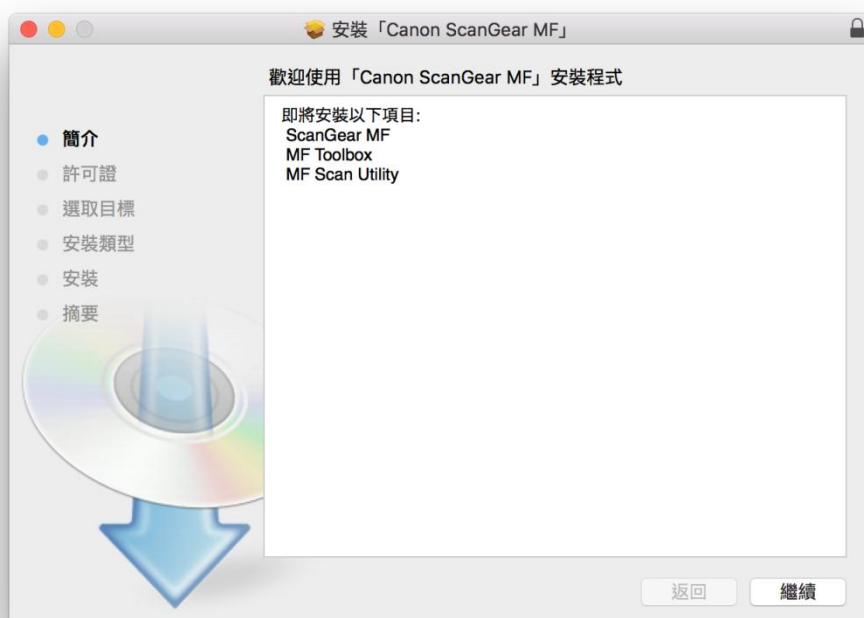 安裝「Canon ScanGear MF」
歡迎使用「Canon ScanGear MF」安裝程式
簡介
許可證
選取目標
安裝類型
安裝
摘要
即將安裝以下項目:
ScanGear MF
MF Toolbox
MF Scan Utility
返回
繼續